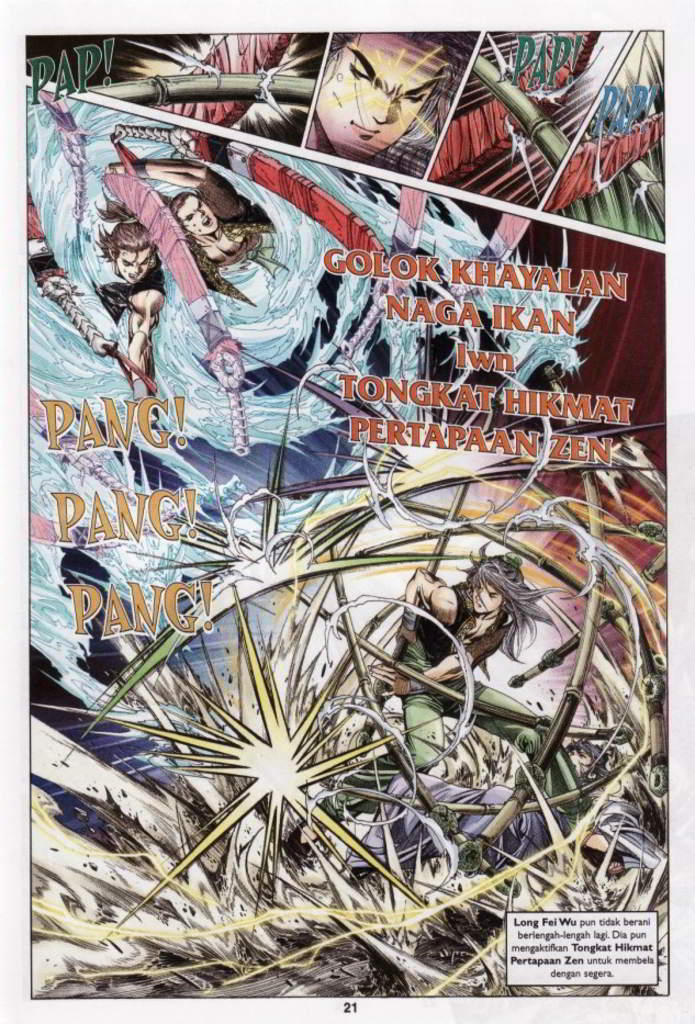 PAP!
PAP!
PAP!
GOLOK KHAYALAN
NAGA IKAN
lwn
TONGKAT HIKMAT
PERTAPAAN ZEN
PANG!
PANG!
PANG!
Long Fei Wu pun tidak berani
berlengah-lengah lagi. Dia pun
mengaktifkan Tongkat Hikmat
Pertapaan Zen untuk membela
dengan segera.
21